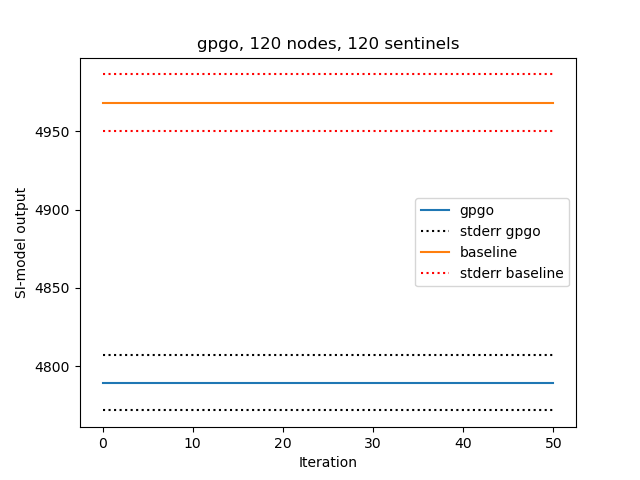 gpgo, 120 nodes, 120 sentinels
SI-model output
4950
4900
4850
4800
gpgo
stderr gpgo
baseline
stderr baseline
0 10 20 30 40 50
Iteration